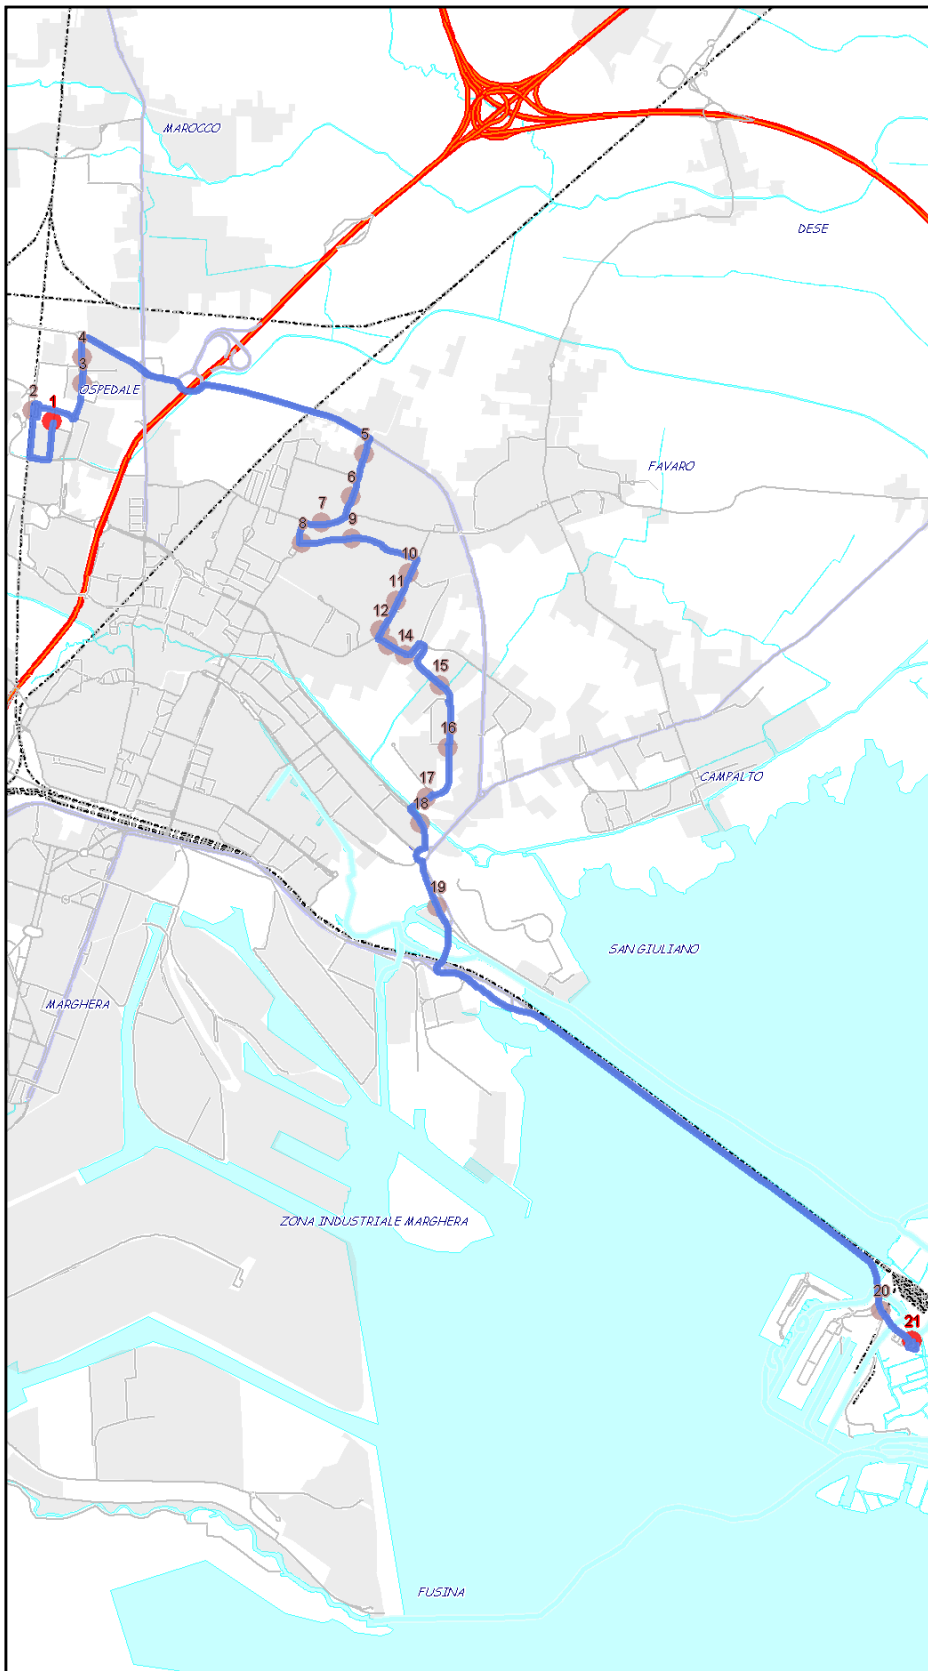 MAROCCO
DESE
4
3
OSPEDALE
2
1
5
FAVARO
6
7
8
9
10
11
12
14
15
16
CAMPALTO
17
18
19
SAN GIULIANO
MARGHERA
ZONA INDUSTRIALE MARGHERA
20
21
FUSINA